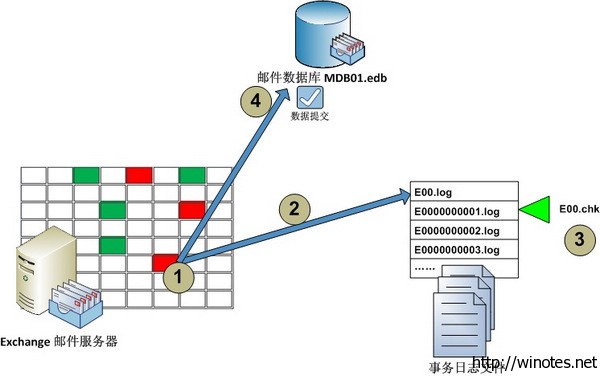 邮件数据库 MDB01.edb
4
数据提交
2
E00.log
E0000000001.log
E00.chk
E0000000002.log
3
E0000000003.log
……
1
Exchange 邮件服务器
事务日志文件
http://winotes.net